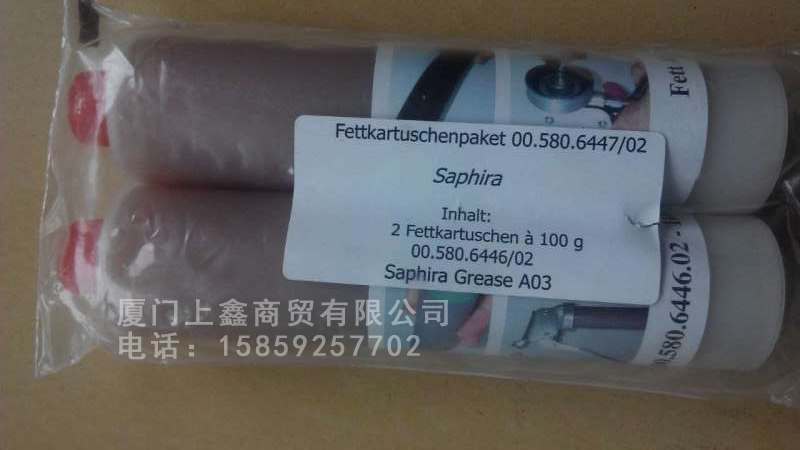 Fettkartuschenpaket 00.580.6447/02
Saphira
Inhalt:
2 Fettkartuschen à 100 g
00.580.6446/02
Saphira Grease A03
Fett
.580.6446.02 -
厦门上鑫商贸有限公司
电话：15859257702